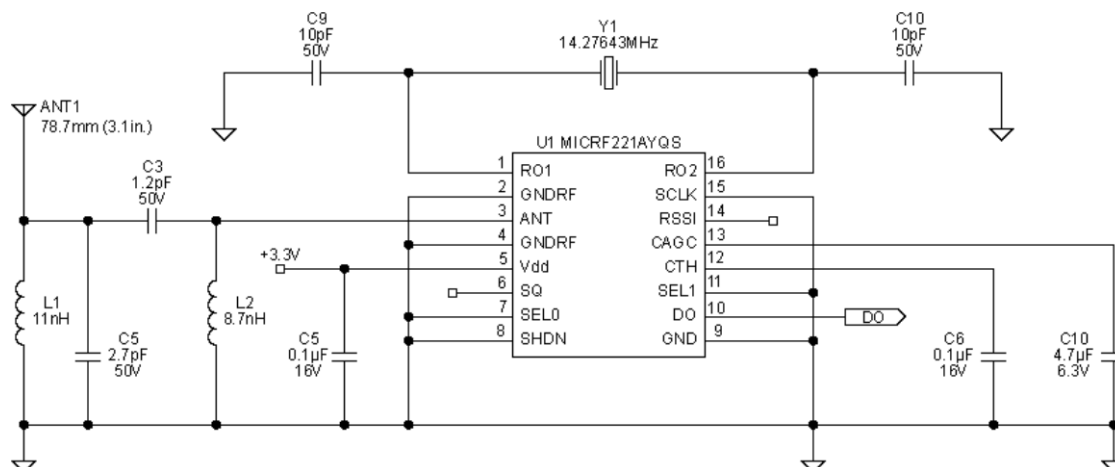 C9
10pF
50V
Y1
14.27643MHz
C10
10pF
50V
ANT1
78.7mm (3.1in.)
C3
1.2pF
50V
U1 MICRF221AYQS
1 RO1
2 GNDRF
3 ANT
4 GNDRF
5 Vdd
6 SQ
7 SEL0
8 SHDN
RO2 16
SCLK 15
RSSI 14
CAGC 13
CTH 12
SEL1 11
DO 10
GND 9
+3.3V
DO
L1
11nH
C5
2.7pF
50V
L2
8.7nH
C5
0.1µF
16V
C6
0.1µF
16V
C10
4.7µF
6.3V